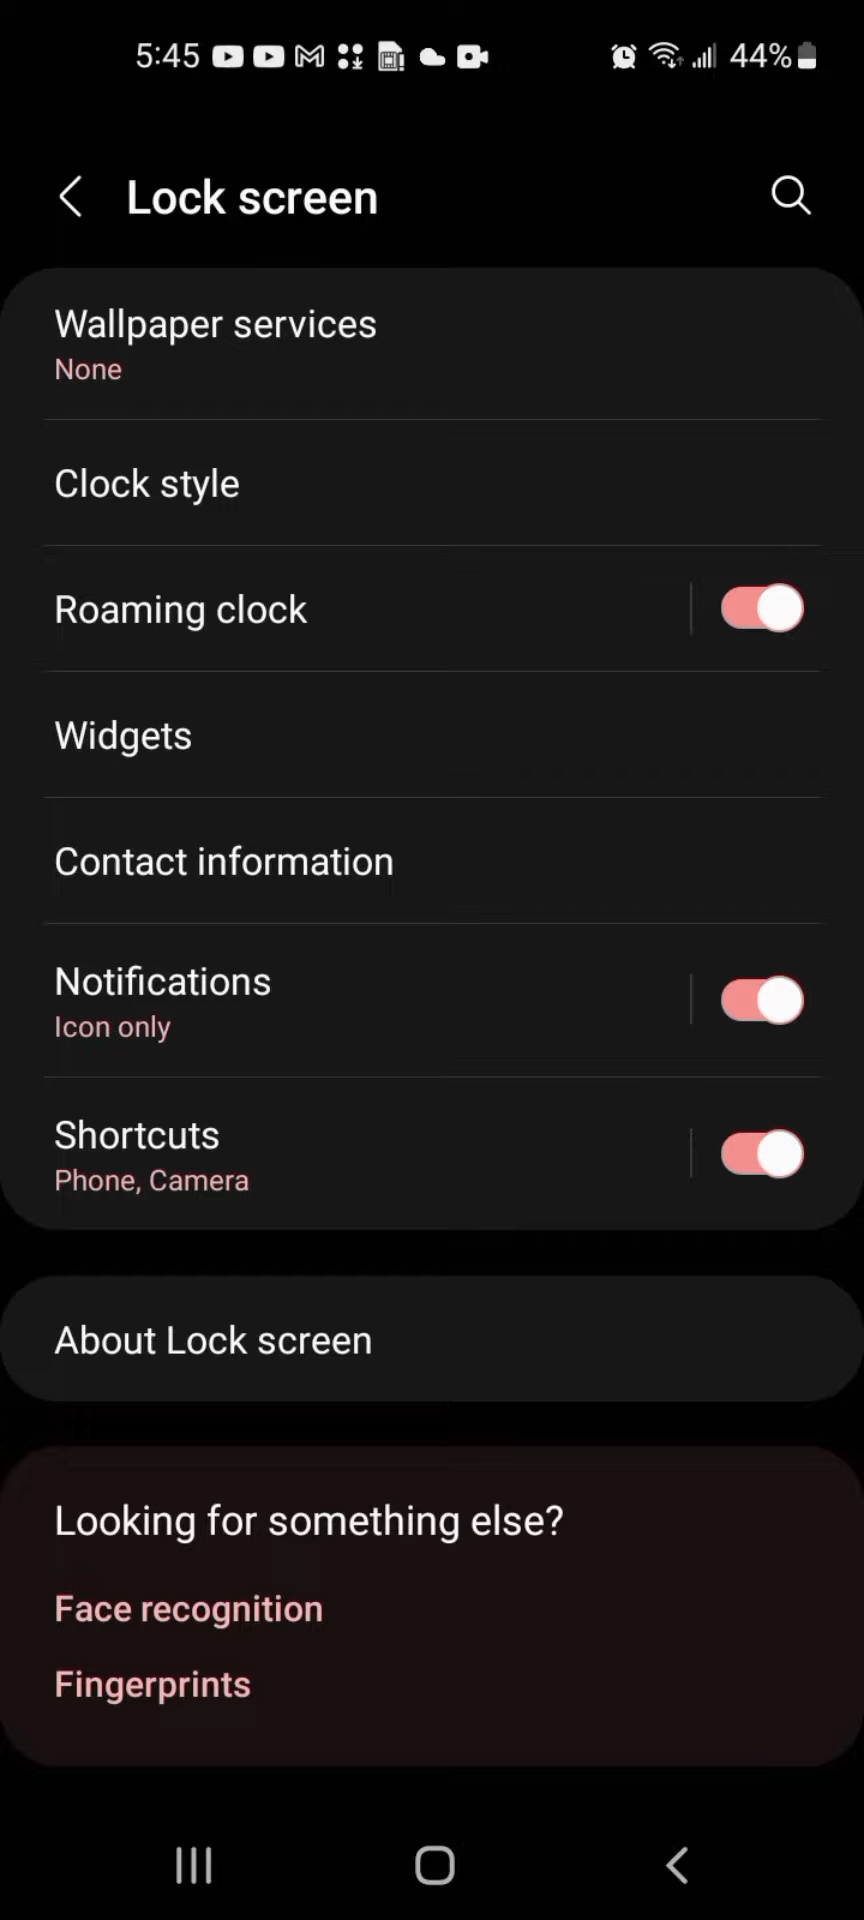 5:45 44%
Lock screen
Wallpaper services
None
Clock style
Roaming clock
Widgets
Contact information
Notifications
Icon only
Shortcuts
Phone, Camera
About Lock screen
Looking for something else?
Face recognition
Fingerprints